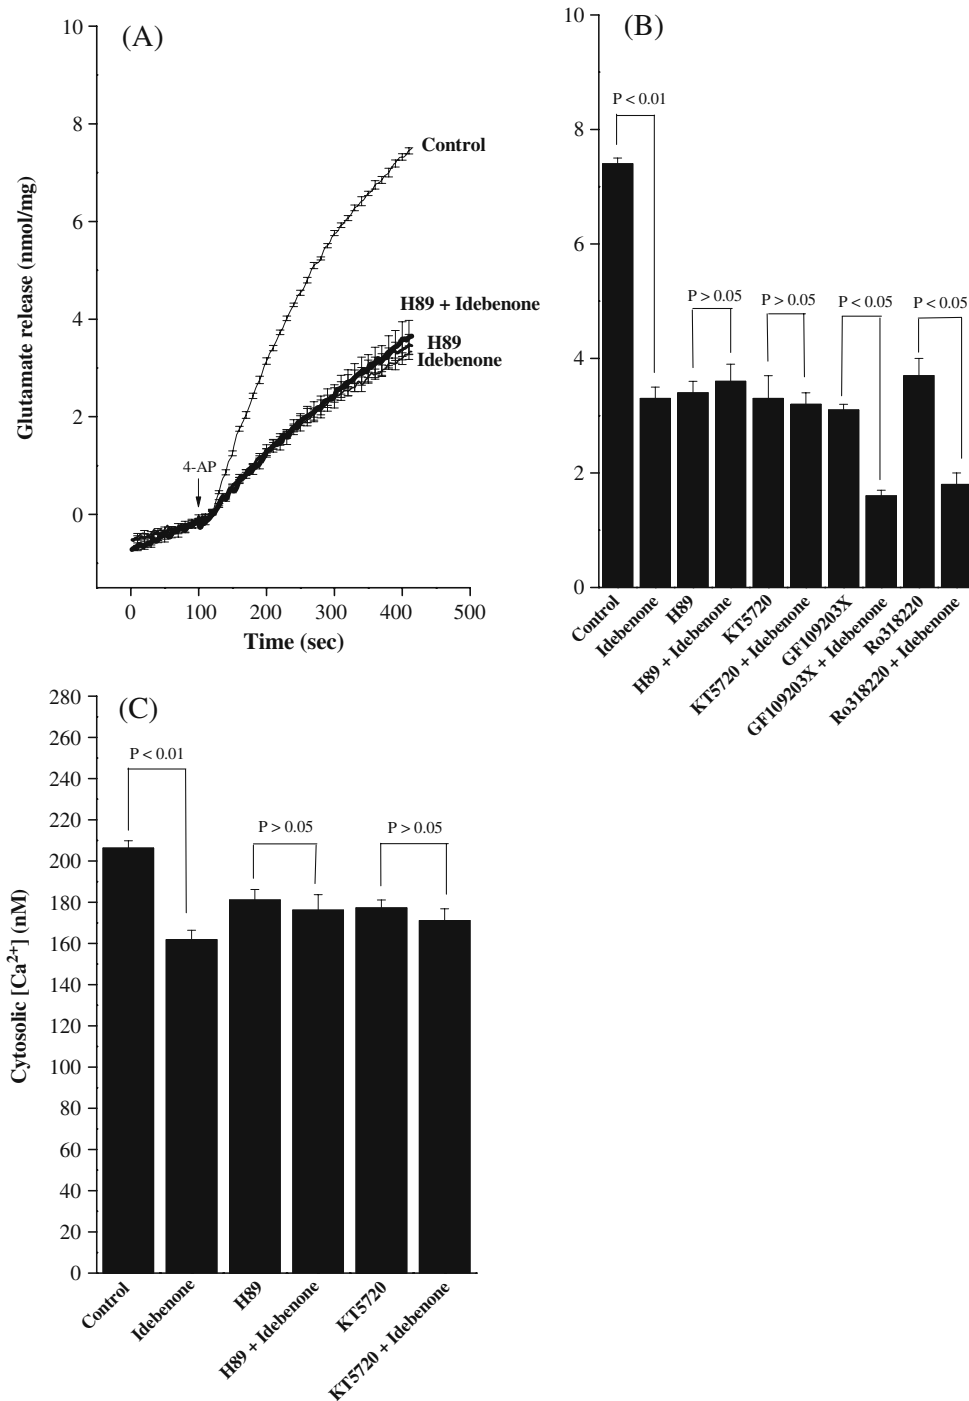 (A)
10
8
6
4
2
0
Glutamate release (nmol/mg)
Control
H89 + Idebenone
H89
Idebenone
4-AP
0
100
200
300
400
500
Time (sec)
(B)
10
8
6
4
2
0
P < 0.01
P > 0.05
P > 0.05
P < 0.05
P < 0.05
Control
Idebenone
H89
H89 + Idebenone
KT5720
KT5720 + Idebenone
GF109203X
GF109203X + Idebenone
Ro318220
Ro318220 + Idebenone
(C)
280
260
240
220
200
180
160
140
120
100
80
60
40
20
0
Cytosolic [Ca²⁺] (nM)
P < 0.01
P > 0.05
P > 0.05
Control
Idebenone
H89
H89 + Idebenone
KT5720
KT5720 + Idebenone